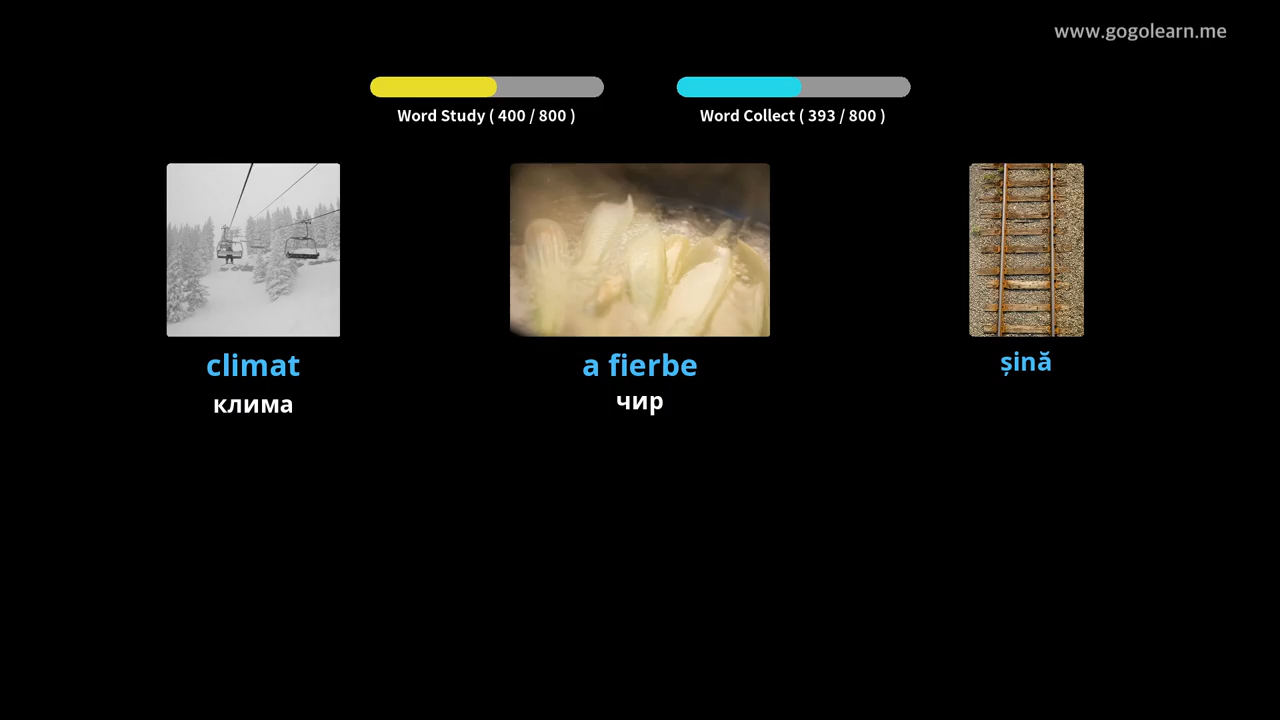 www.gogolearn.me
Word Study ( 400 / 800 )
Word Collect ( 393 / 800 )
climat
клима
a fierbe
чир
șină